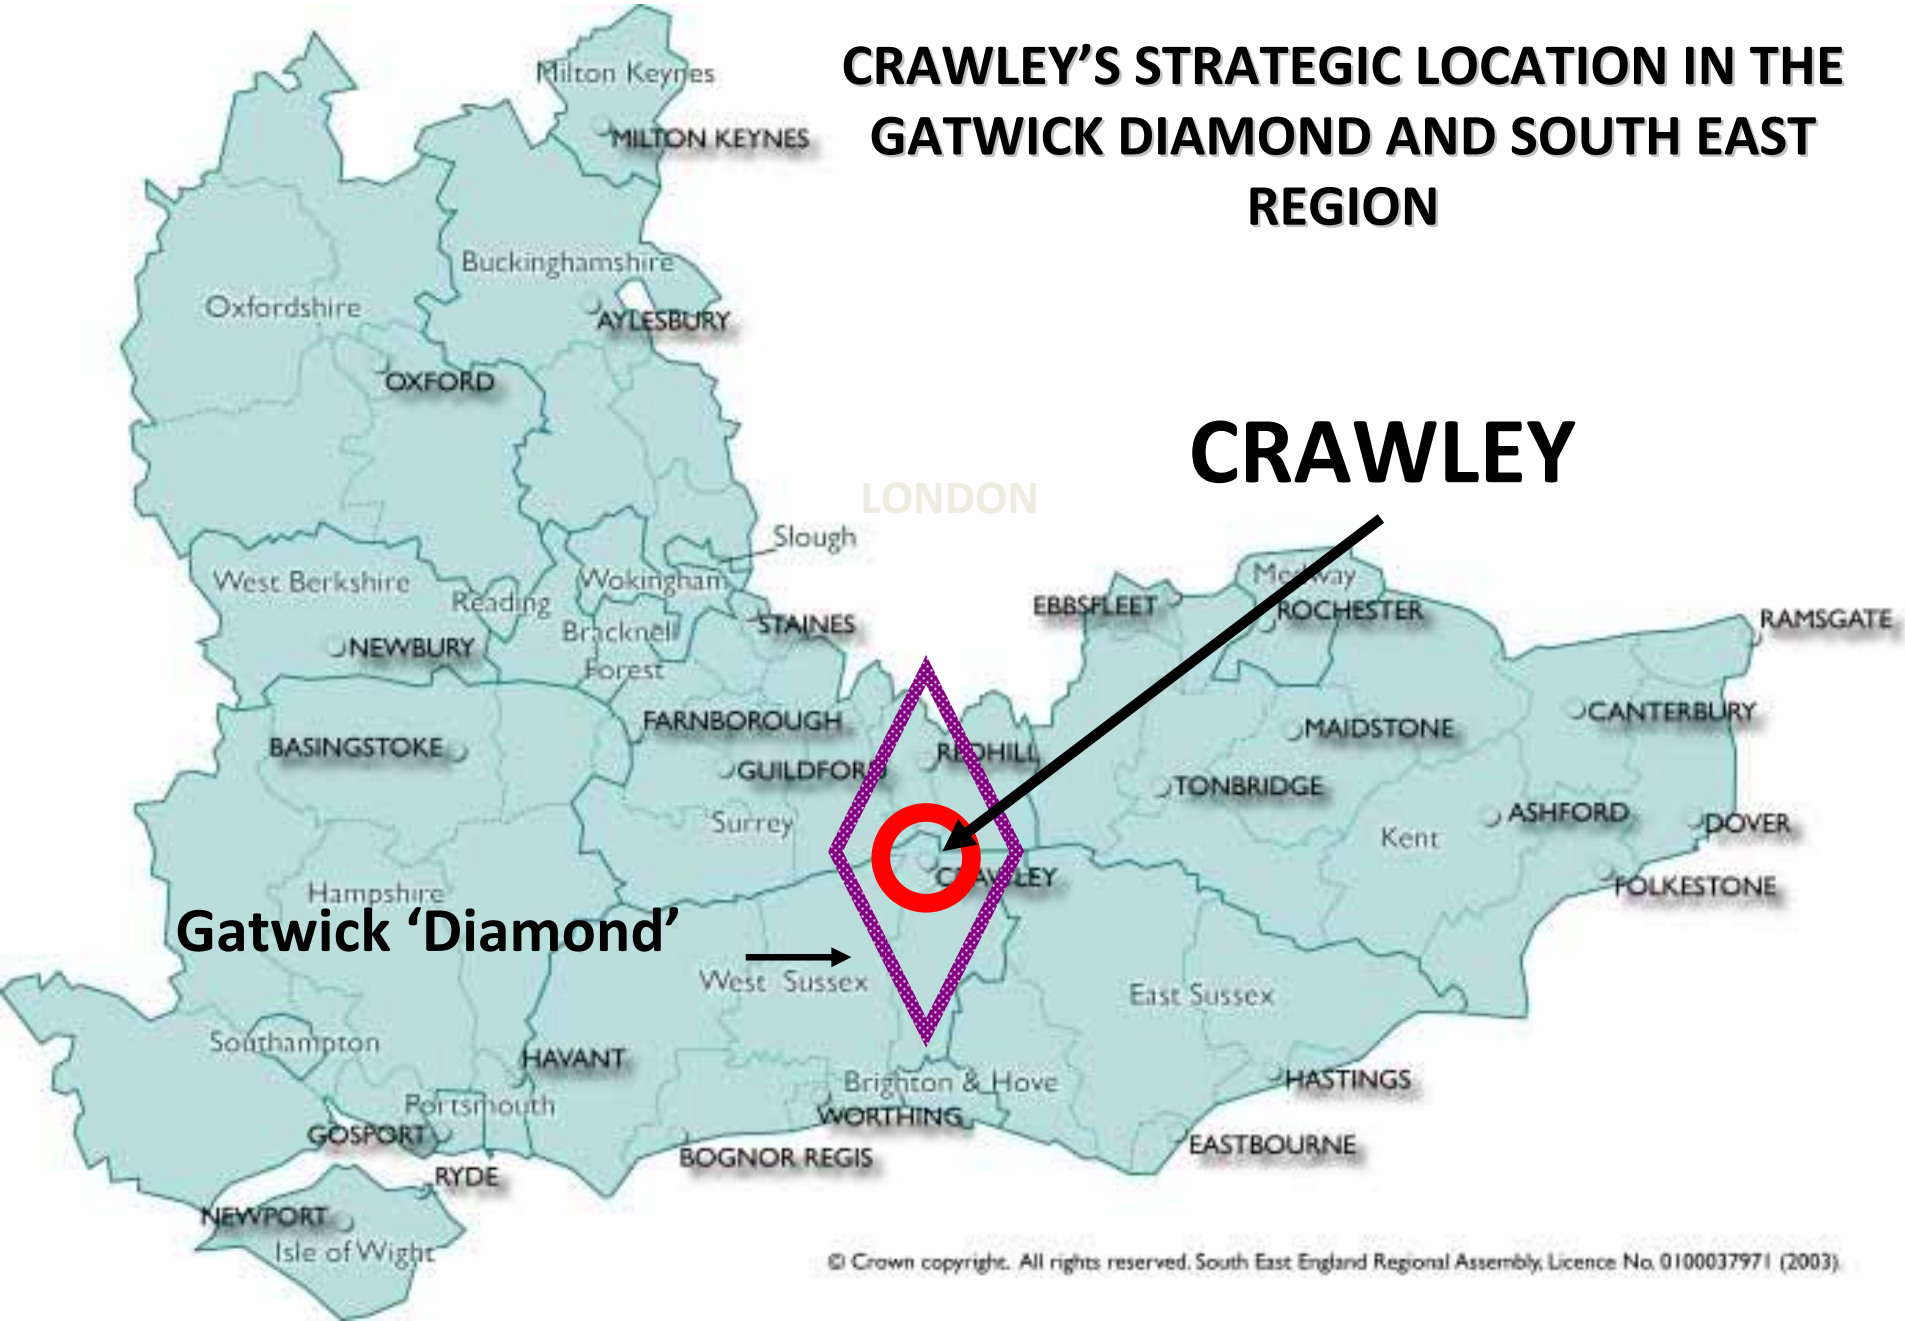 CRAWLEY'S STRATEGIC LOCATION IN THE
GATWICK DIAMOND AND SOUTH EAST
REGION
Milton Keynes
MILTON KEYNES
Buckinghamshire
Oxfordshire
AYLESBURY
OXFORD
CRAWLEY
LONDON
Slough
West Berkshire
Reading
Wokingham
Medway
EBBSFLEET
ROCHESTER
RAMSGATE
Bracknell
Forest
STAINES
NEWBURY
FARNBOROUGH
CANTERBURY
BASINGSTOKE
REDHILL
MAIDSTONE
GUILDFORD
TONBRIDGE
Surrey
ASHFORD
DOVER
Kent
Hampshire
CRAWLEY
FOLKESTONE
Gatwick ‘Diamond’
West Sussex
East Sussex
Southampton
HAVANT
Brighton & Hove
HASTINGS
Portsmouth
WORTHING
GOSPORT
EASTBOURNE
BOGNOR REGIS
RYDE
NEWPORT
Isle of Wight
© Crown copyright. All rights reserved. South East England Regional Assembly, Licence No. 0100037971 (2003).